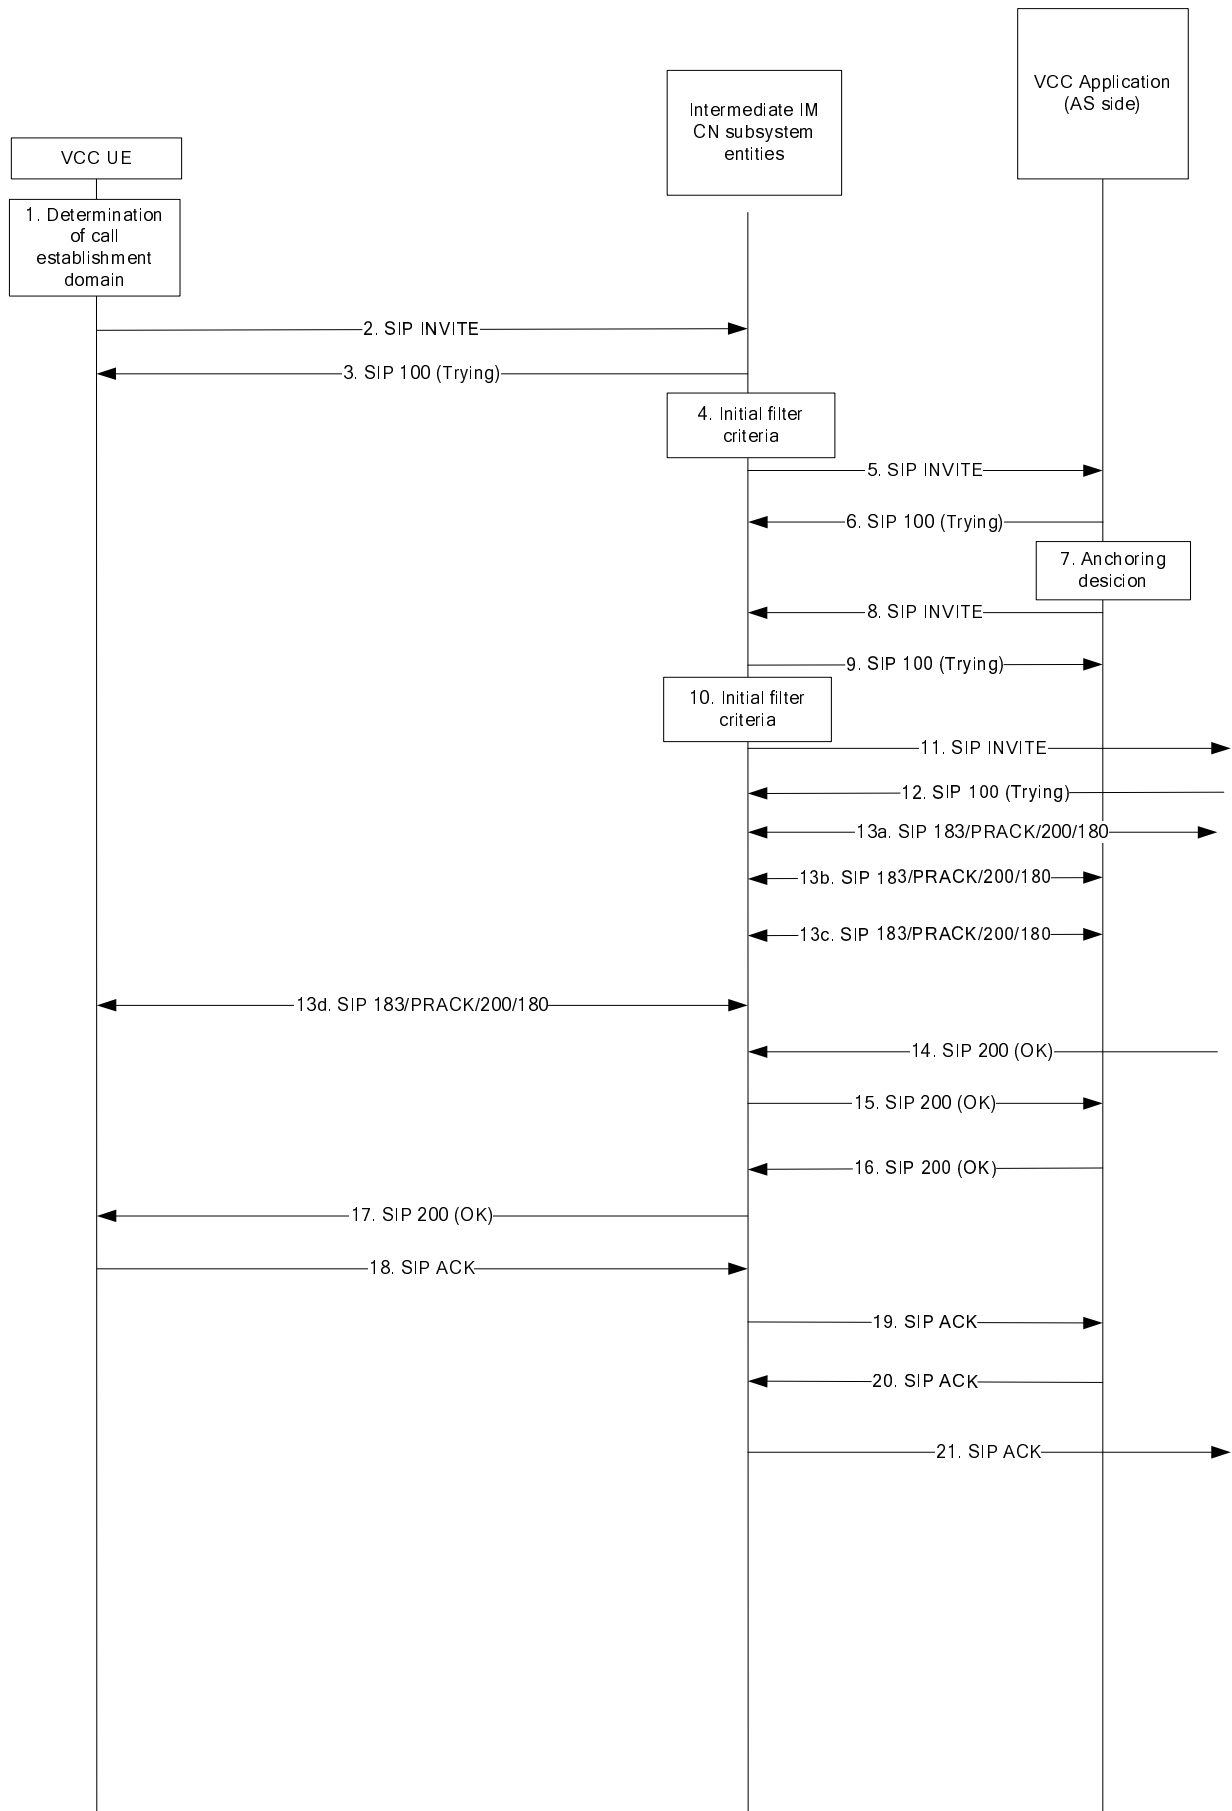 VCC Application
(AS side)
Intermediate IM
CN subsystem
entities
VCC UE
1. Determination
of call
establishment
domain
2. SIP INVITE
3. SIP 100 (Trying)
4. Initial filter
criteria
5. SIP INVITE
6. SIP 100 (Trying)
7. Anchoring
desicion
8. SIP INVITE
9. SIP 100 (Trying)
10. Initial filter
criteria
11. SIP INVITE
12. SIP 100 (Trying)
13a. SIP 183/PRACK/200/180
13b. SIP 183/PRACK/200/180
13c. SIP 183/PRACK/200/180
13d. SIP 183/PRACK/200/180
14. SIP 200 (OK)
15. SIP 200 (OK)
16. SIP 200 (OK)
17. SIP 200 (OK)
18. SIP ACK
19. SIP ACK
20. SIP ACK
21. SIP ACK